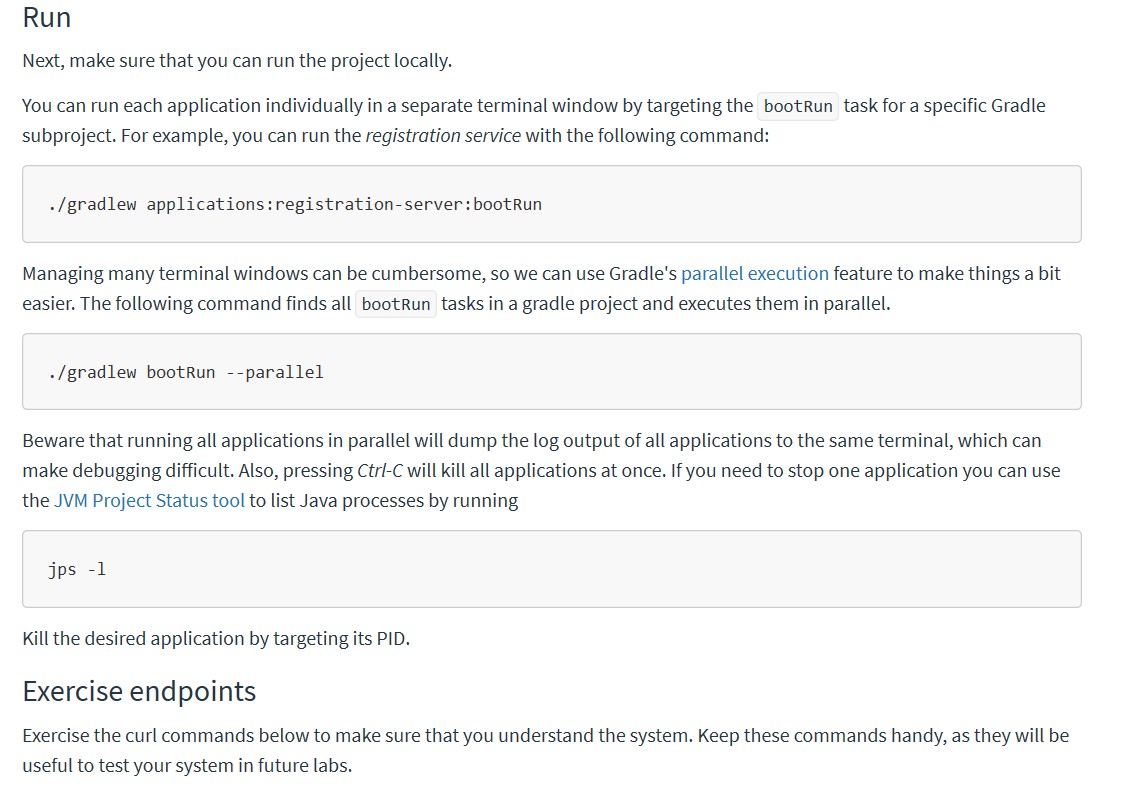 Run
Next, make sure that you can run the project locally.
You can run each application individually in a separate terminal window by targeting the bootRun task for a specific Gradle
subproject. For example, you can run the registration service with the following command:
./gradlew applications:registration-server:bootRun
Managing many terminal windows can be cumbersome, so we can use Gradle's parallel execution feature to make things a bit
easier. The following command finds all bootRun tasks in a gradle project and executes them in parallel.
./gradlew bootRun --parallel
Beware that running all applications in parallel will dump the log output of all applications to the same terminal, which can
make debugging difficult. Also, pressing Ctrl-C will kill all applications at once. If you need to stop one application you can use
the JVM Project Status tool to list Java processes by running
jps -l
Kill the desired application by targeting its PID.
Exercise endpoints
Exercise the curl commands below to make sure that you understand the system. Keep these commands handy, as they will be
useful to test your system in future labs.